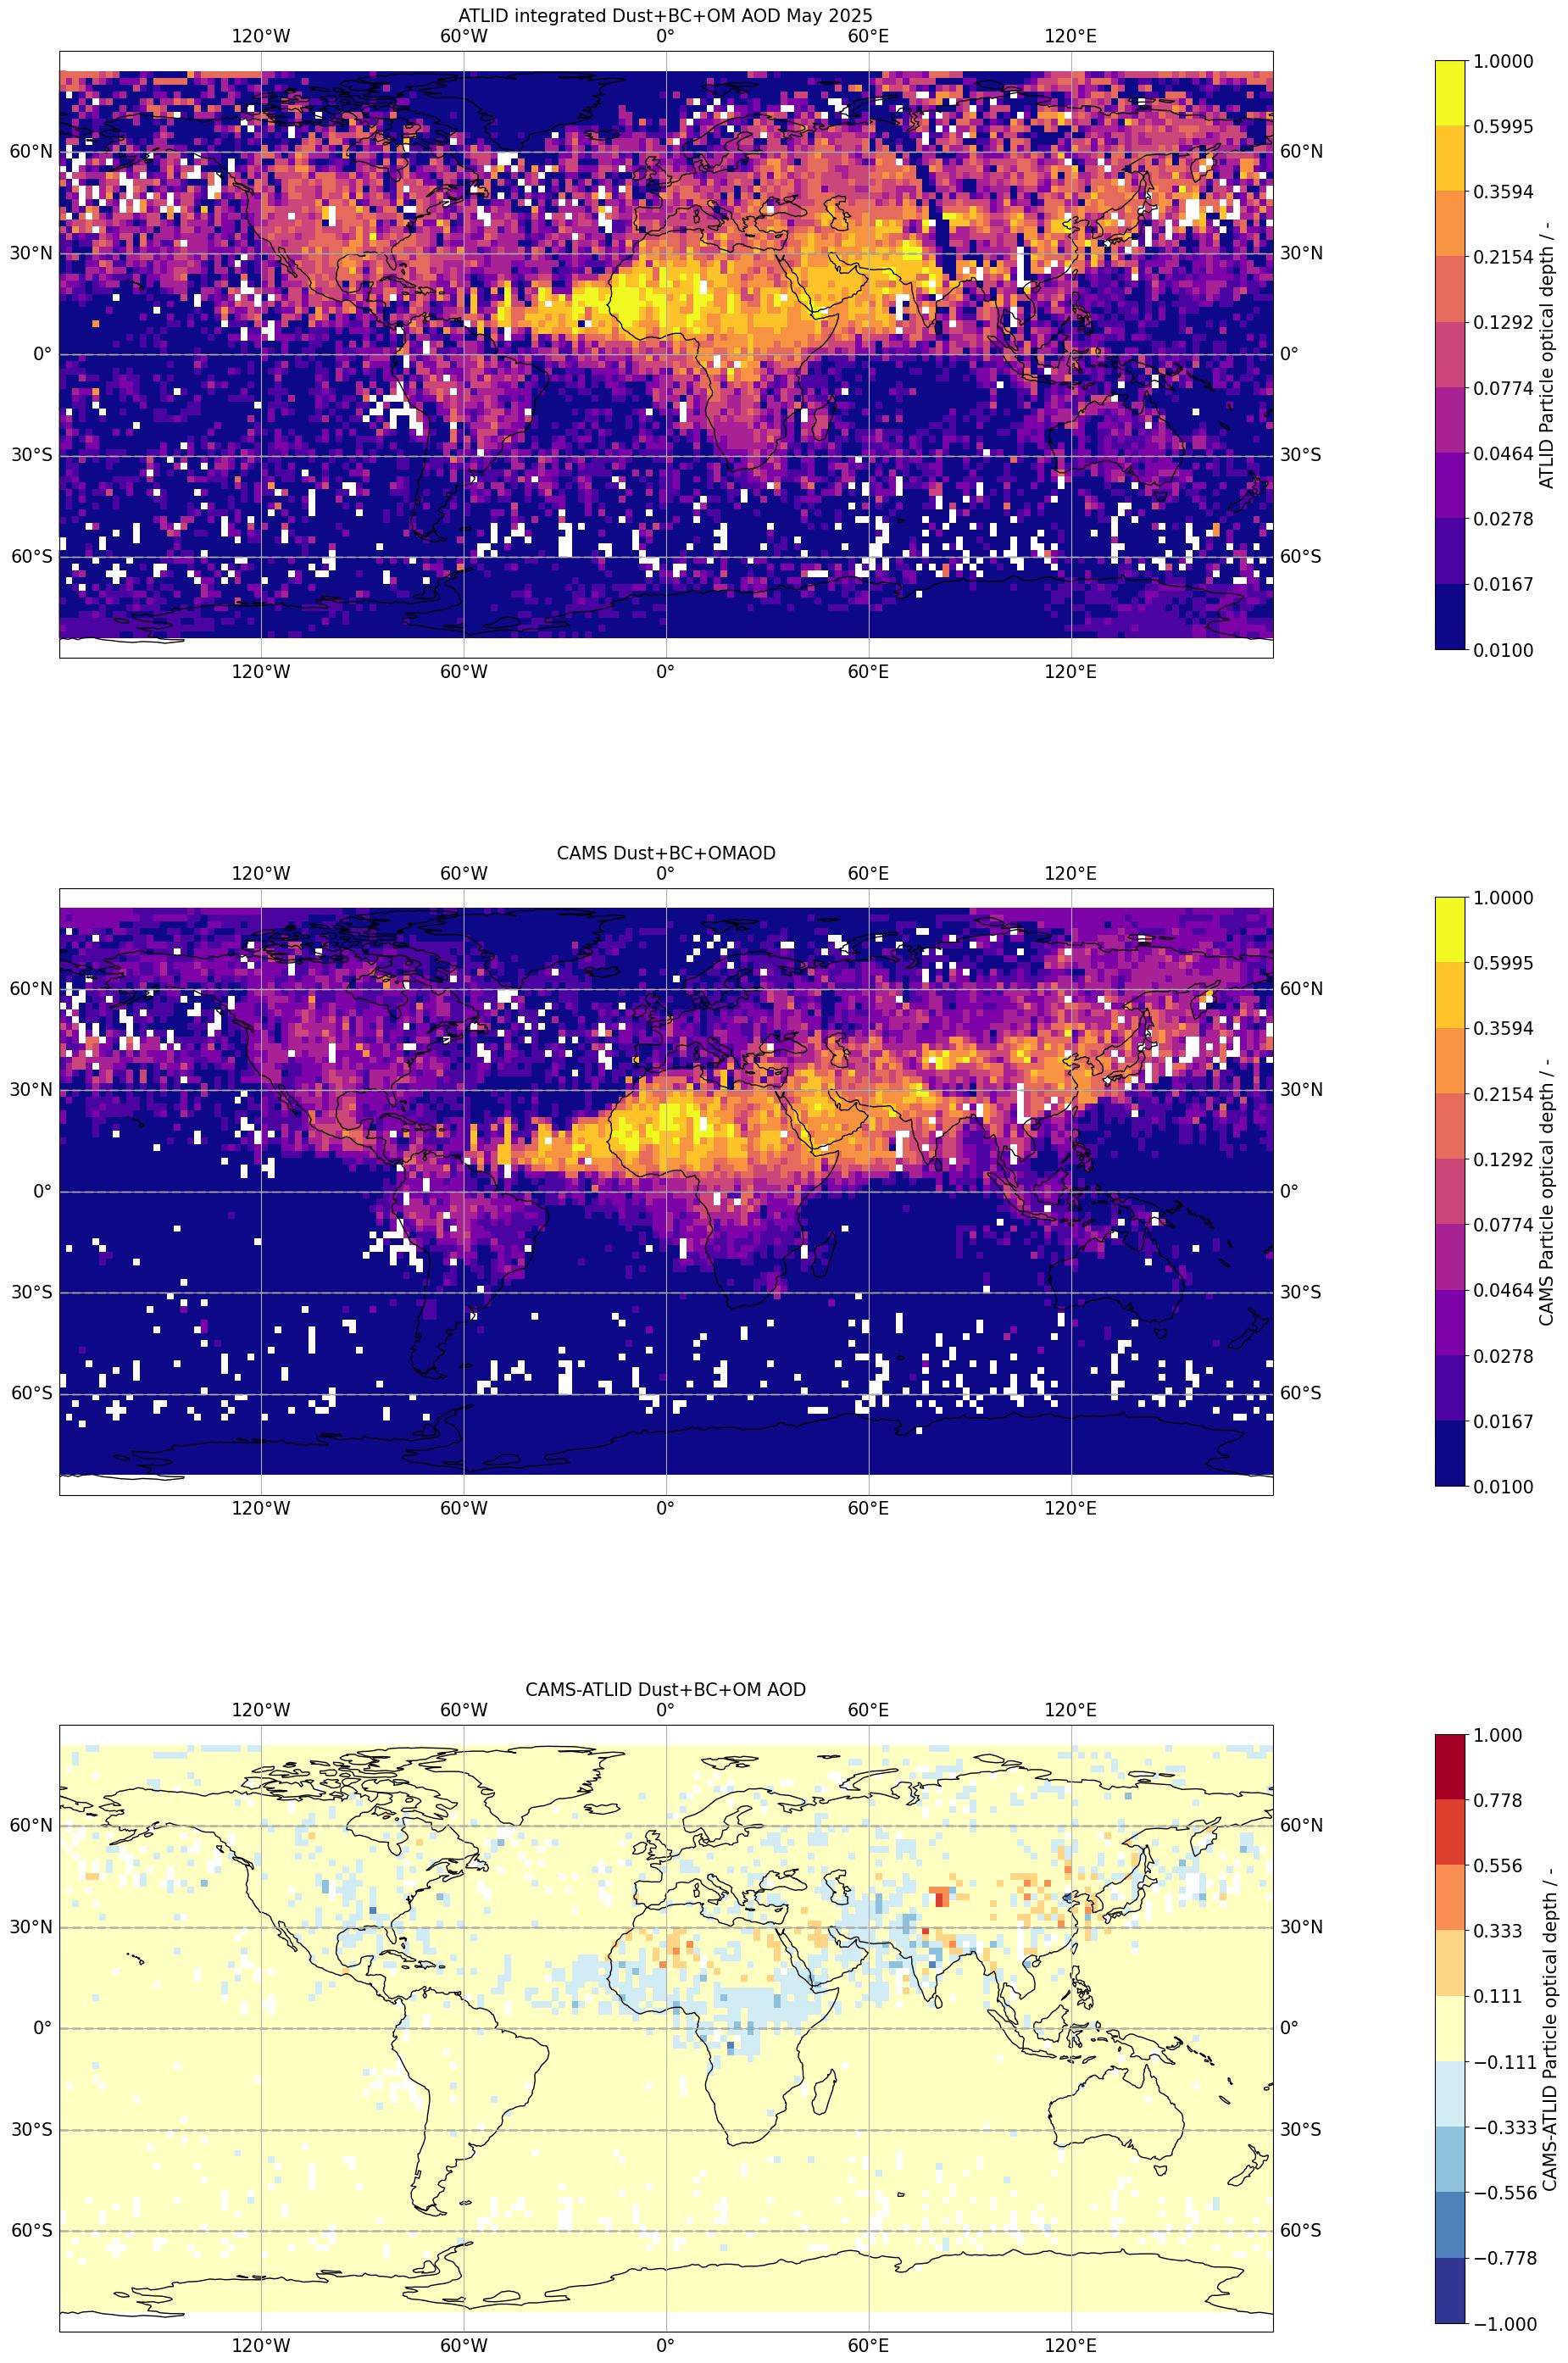 ATLID integrated Dust+BC+OM AOD May 2025
120°W 60°W 0° 60°E 120°E
60°N 60°N
30°N 30°N
0° 0°
30°S 30°S
60°S 60°S
120°W 60°W 0° 60°E 120°E
1.0000
0.5995
0.3594
0.2154
0.1292
0.0774
0.0464
0.0278
0.0167
0.0100
ATLID Particle optical depth / -
CAMS Dust+BC+OMAOD
120°W 60°W 0° 60°E 120°E
60°N 60°N
30°N 30°N
0° 0°
30°S 30°S
60°S 60°S
120°W 60°W 0° 60°E 120°E
1.0000
0.5995
0.3594
0.2154
0.1292
0.0774
0.0464
0.0278
0.0167
0.0100
CAMS Particle optical depth / -
CAMS-ATLID Dust+BC+OM AOD
120°W 60°W 0° 60°E 120°E
60°N 60°N
30°N 30°N
0° 0°
30°S 30°S
60°S 60°S
120°W 60°W 0° 60°E 120°E
1.000
0.778
0.556
0.333
0.111
−0.111
−0.333
−0.556
−0.778
−1.000
CAMS-ATLID Particle optical depth / -